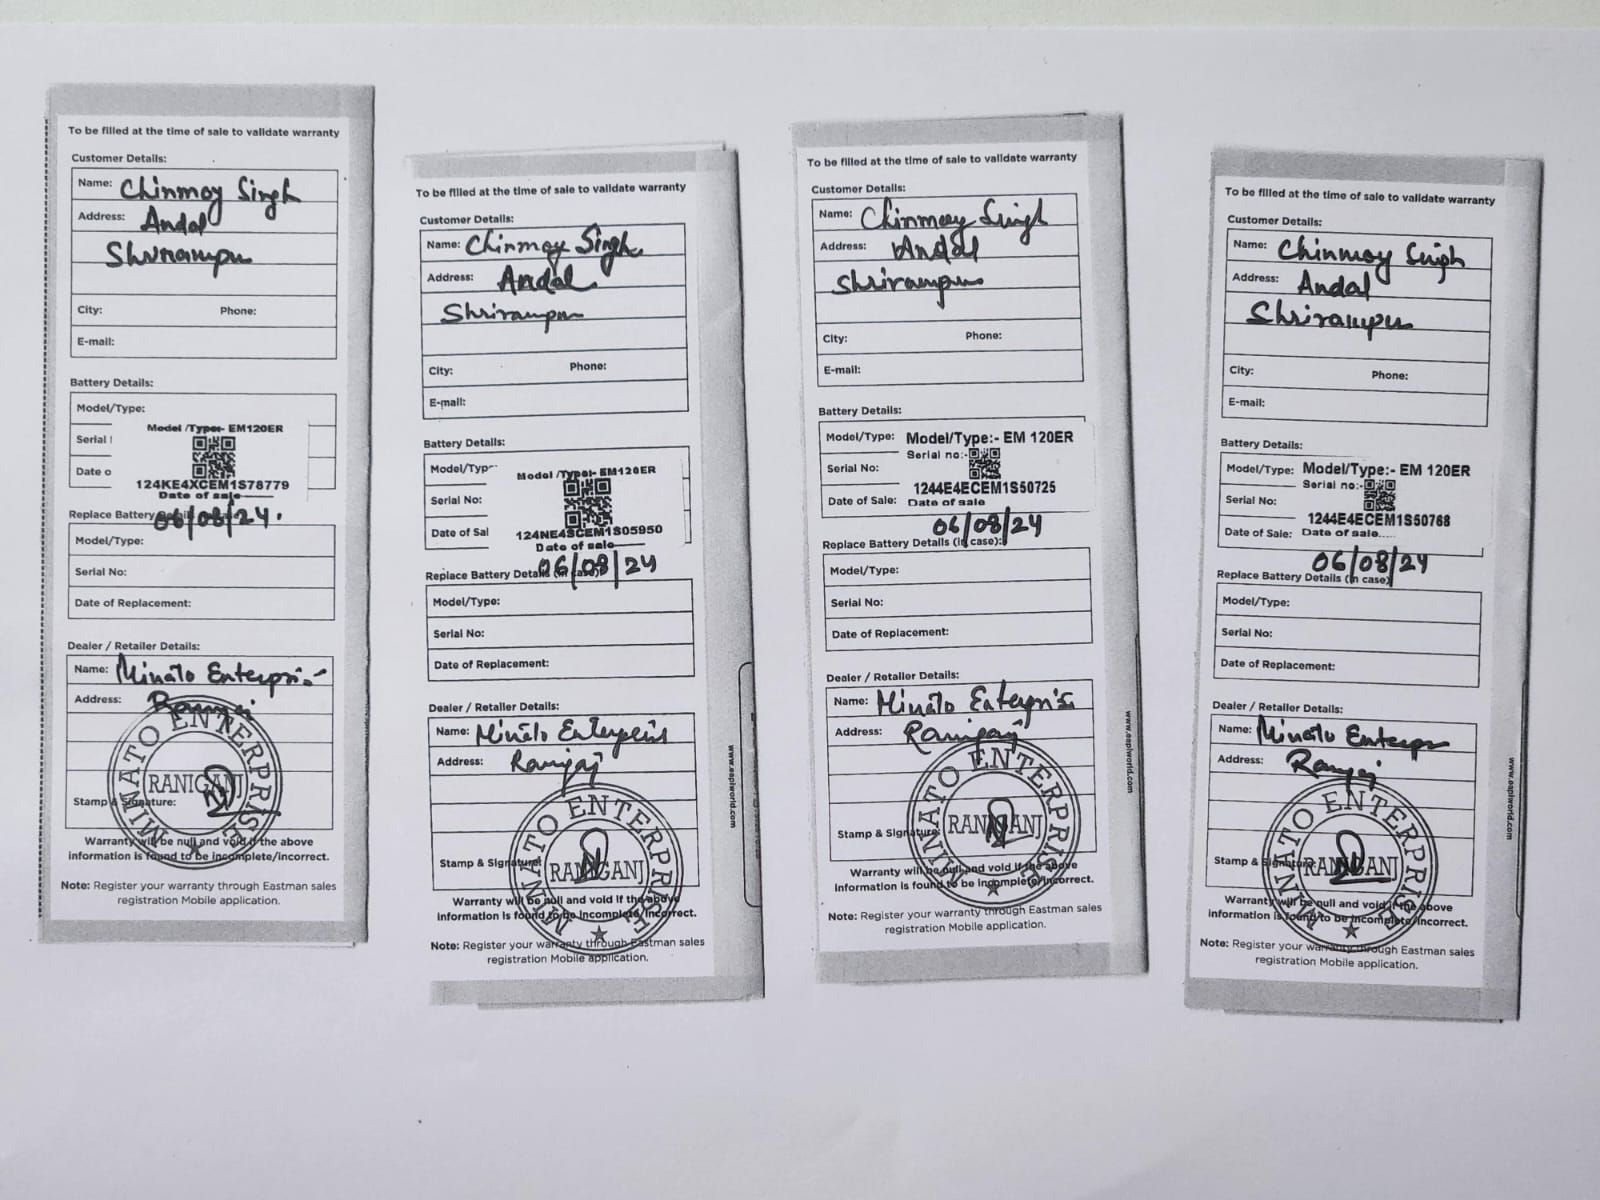 To be filled at the time of sale to validate warranty
Customer Details:
Name: Chinmoy Singh
Address: Andal
Shrirampur
City: Phone:
E-mail:
Battery Details:
Model/Type:
Model /Type:- EM120ER
Serial
Date o
124KE4XCEM1S78779
Date of sale
06/08/24.
Replace Battery
Model/Type:
Serial No:
Date of Replacement:
Dealer / Retailer Details:
Name: Minato Enterpris
Address: Raniganj
MINATO ENTERPRISE
RANIGANJ
Stamp & Signature:
Warranty will be null and void if the above
information is found to be incomplete/incorrect.
Note: Register your warranty through Eastman sales
registration Mobile application.
To be filled at the time of sale to validate warranty
Customer Details:
Name: Chinmoy Singh
Address: Andal
Shrirampur
City: Phone:
E-mail:
Battery Details:
Model/Typ
Model /Type:- EM120ER
Serial No:
Date of Sal
124NE4SCEM1S05950
Date of sale
06/08/24
Replace Battery Details (in case):
Model/Type:
Serial No:
Date of Replacement:
Dealer / Retailer Details:
Name: Minato Enterpris
Address: Raniganj
MINATO ENTERPRISE
RANIGANJ
Stamp & Signature:
Warranty will be null and void if the above
information is found to be incomplete/incorrect.
Note: Register your warranty through Eastman sales
registration Mobile application.
www.eaplworld.com
To be filled at the time of sale to validate warranty
Customer Details:
Name: Chinmoy Singh
Address: Andal
Shrirampur
City: Phone:
E-mail:
Battery Details:
Model/Type: Model/Type:- EM 120ER
Serial no:-
Serial No:
1244E4ECEM1S50725
Date of Sale: Date of sale
06/08/24
Replace Battery Details (in case):
Model/Type:
Serial No:
Date of Replacement:
Dealer / Retailer Details:
Name: Minato Enterpris
Address: Raniganj
MINATO ENTERPRISE
RANIGANJ
Stamp & Signature:
Warranty will be null and void if the above
information is found to be incomplete/incorrect.
Note: Register your warranty through Eastman sales
registration Mobile application.
www.eaplworld.com
To be filled at the time of sale to validate warranty
Customer Details:
Name: Chinmoy Singh
Address: Andal
Shrirampur
City: Phone:
E-mail:
Battery Details:
Model/Type: Model/Type:- EM 120ER
Serial no:-
Serial No:
1244E4ECEM1S50768
Date of Sale: Date of sale.....
06/08/24
Replace Battery Details (in case)
Model/Type:
Serial No:
Date of Replacement:
Dealer / Retailer Details:
Name: Minato Enterpr
Address: Raniganj
MINATO ENTERPRISE
RANIGANJ
Stamp & Signature:
Warranty will be null and void if the above
information is found to be incomplete/incorrect.
Note: Register your warranty through Eastman sales
registration Mobile application.
www.eaplworld.com